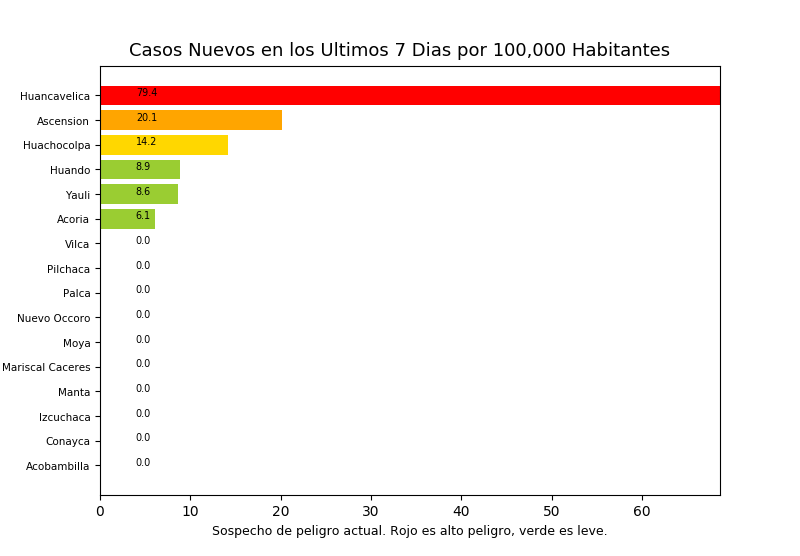 Casos Nuevos en los Ultimos 7 Dias por 100,000 Habitantes
Huancavelica 79.4
Ascension 20.1
Huachocolpa 14.2
Huando 8.9
Yauli 8.6
Acoria 6.1
Vilca 0.0
Pilchaca 0.0
Palca 0.0
Nuevo Occoro 0.0
Moya 0.0
Mariscal Caceres 0.0
Manta 0.0
Izcuchaca 0.0
Conayca 0.0
Acobambilla 0.0
0 10 20 30 40 50 60
Sospecho de peligro actual. Rojo es alto peligro, verde es leve.